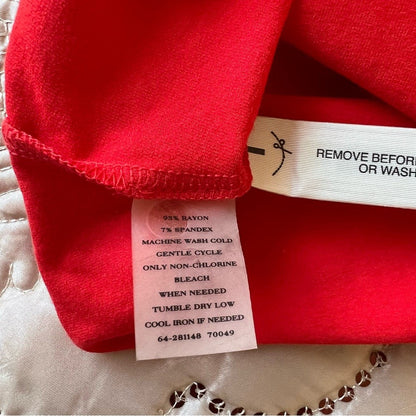 REMOVE BEFORE
OR WASH
93% RAYON
7% SPANDEX
MACHINE WASH COLD
GENTLE CYCLE
ONLY NON-CHLORINE
BLEACH
WHEN NEEDED
TUMBLE DRY LOW
COOL IRON IF NEEDED
64-281148 70049